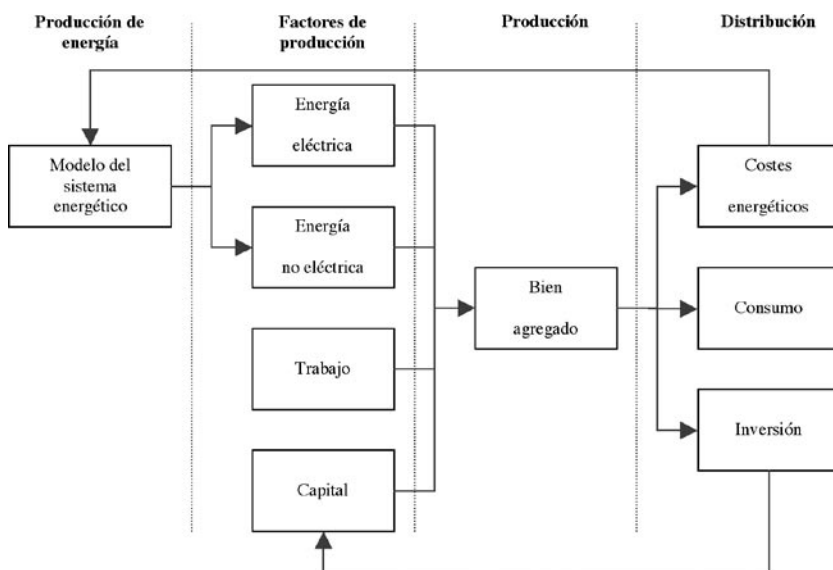 Producción de
energía
Factores de
producción
Producción
Distribución
Modelo del
sistema
energético
Energía
eléctrica
Energía
no eléctrica
Trabajo
Capital
Bien
agregado
Costes
energéticos
Consumo
Inversión